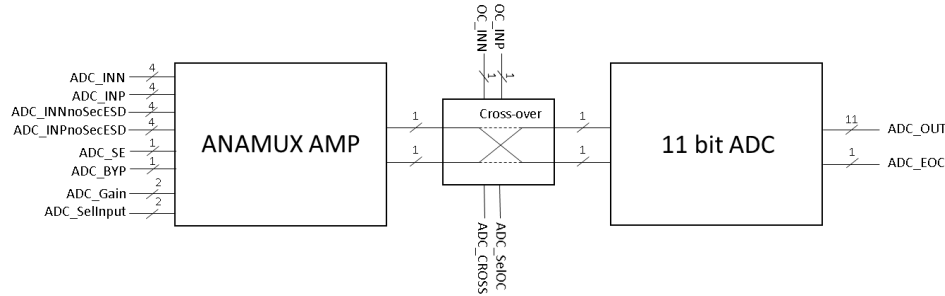 OC_INN
OC_INP
1
1
ADC_INN
4
ADC_INP
4
ADC_INNnoSecESD
4
ADC_INPnoSecESD
4
ADC_SE
1
ADC_BYP
1
ADC_Gain
2
ADC_SelInput
2
ANAMUX AMP
1
1
Cross-over
1
1
11 bit ADC
11
ADC_OUT
1
ADC_EOC
ADC_CROSS
ADC_SelOC